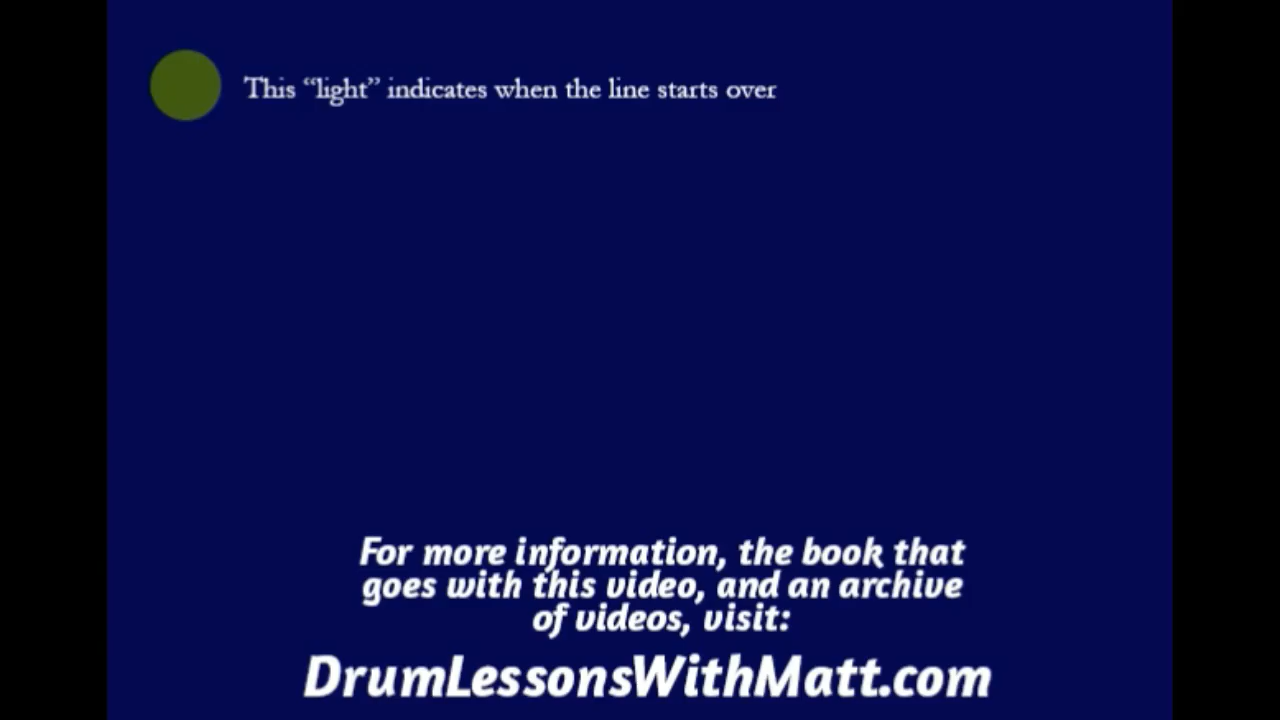 This “light” indicates when the line starts over
For more information, the book that
goes with this video, and an archive
of videos, visit:
DrumLessonsWithMatt.com